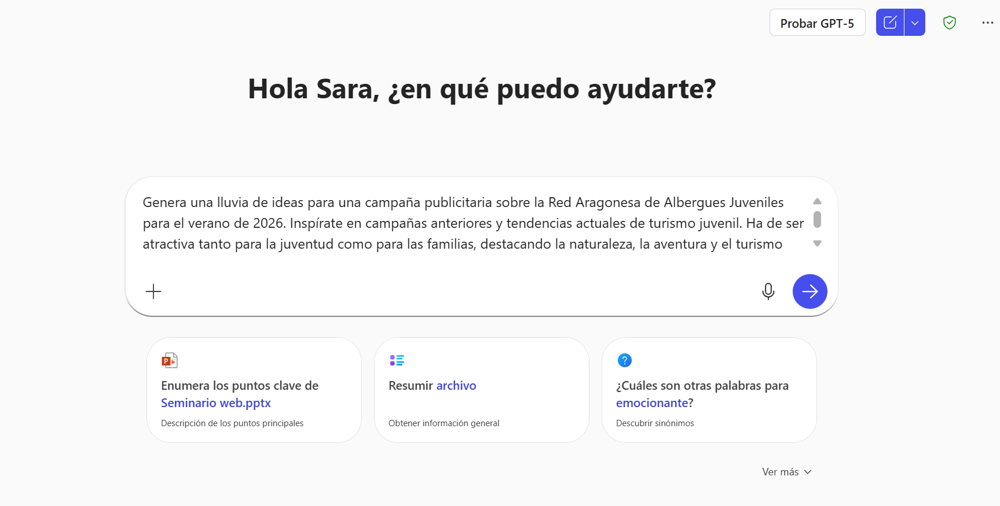 Probar GPT-5
Hola Sara, ¿en qué puedo ayudarte?
Genera una lluvia de ideas para una campaña publicitaria sobre la Red Aragonesa de Albergues Juveniles
para el verano de 2026. Inspírate en campañas anteriores y tendencias actuales de turismo juvenil. Ha de ser
atractiva tanto para la juventud como para las familias, destacando la naturaleza, la aventura y el turismo
P
Enumera los puntos clave de
Seminario web.pptx
Descripción de los puntos principales
Resumir archivo
Obtener información general
?
¿Cuáles son otras palabras para
emocionante?
Descubrir sinónimos
Ver más